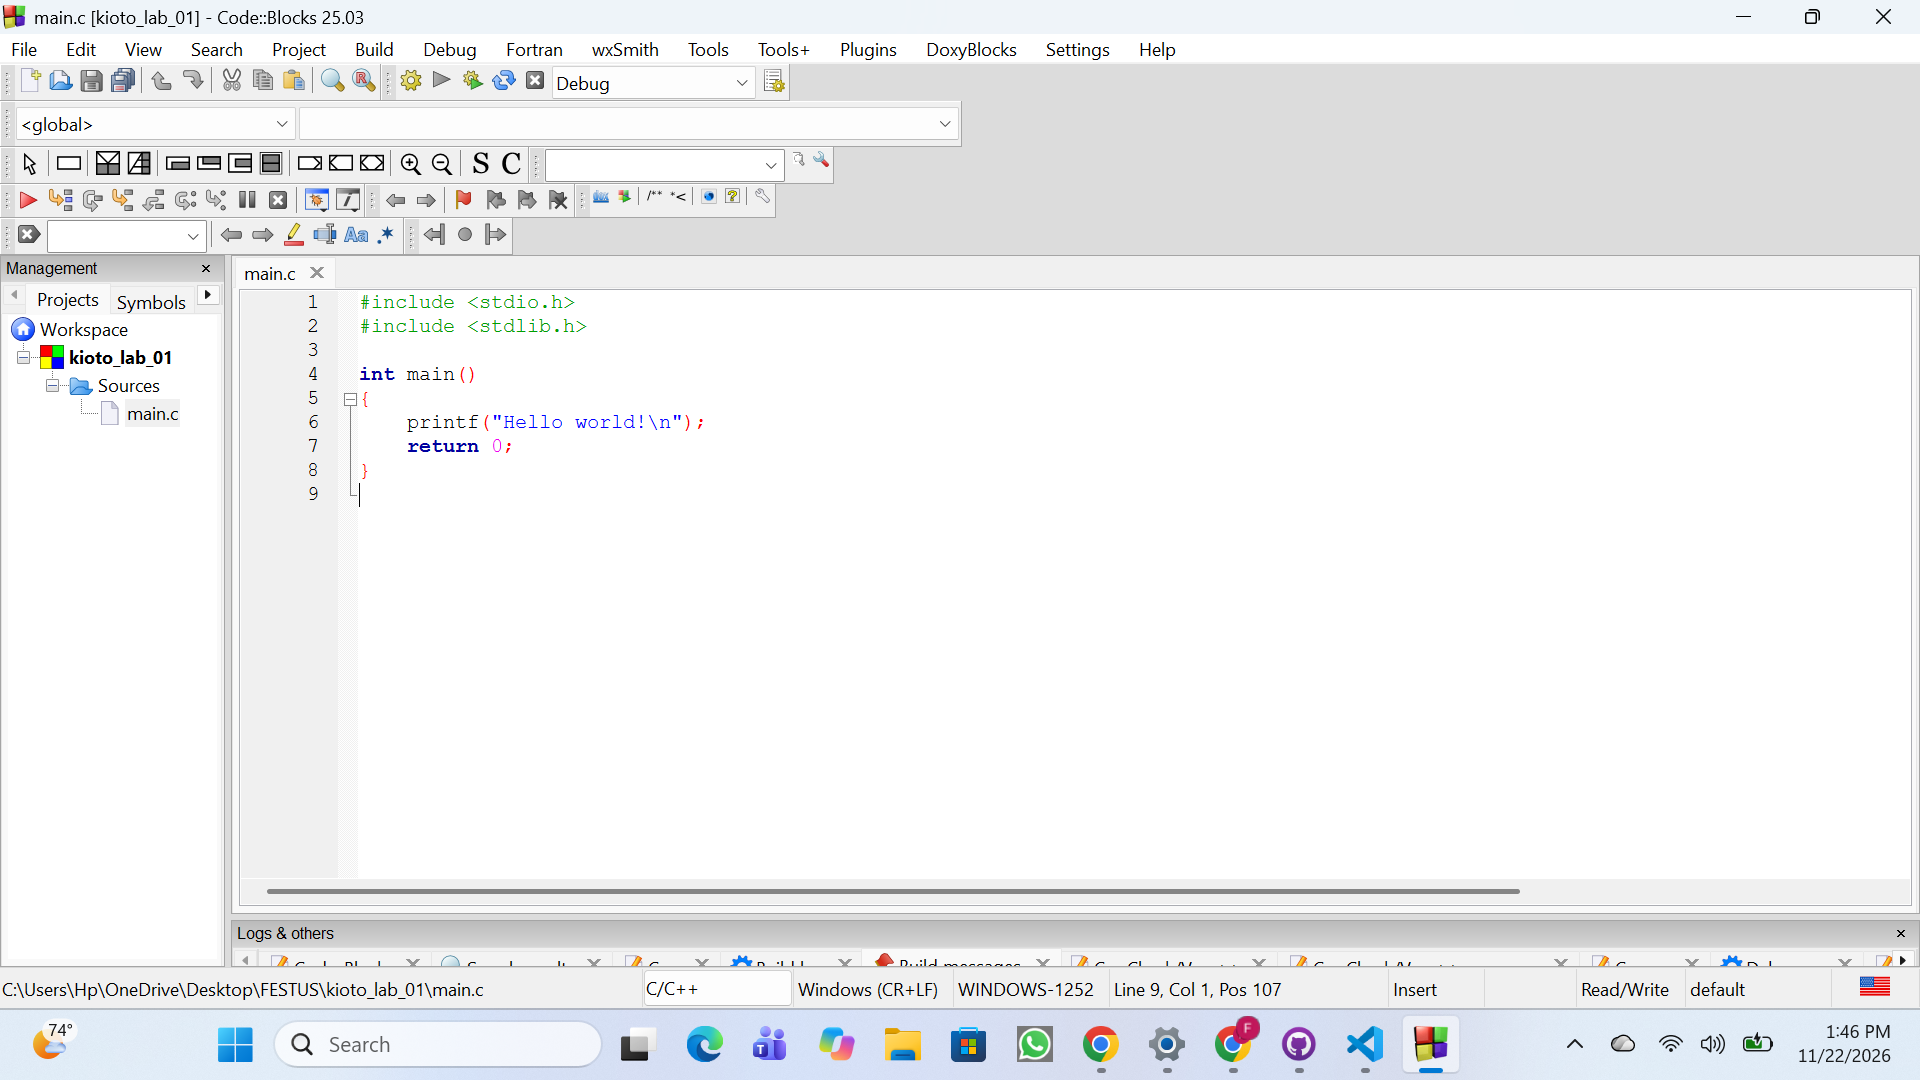 main.c [kioto_lab_01] - Code::Blocks 25.03
File Edit View Search Project Build Debug Fortran wxSmith Tools Tools+ Plugins DoxyBlocks Settings Help
Debug
<global>
S C
/** *<
Aa .*
Management
main.c
Projects Symbols
Workspace
kioto_lab_01
Sources
main.c
1 #include <stdio.h>
2 #include <stdlib.h>
3
4 int main()
5 {
6 printf("Hello world!\n");
7 return 0;
8 }
9
Logs & others
Build messages
C:\Users\Hp\OneDrive\Desktop\FESTUS\kioto_lab_01\main.c C/C++ Windows (CR+LF) WINDOWS-1252 Line 9, Col 1, Pos 107 Insert Read/Write default
74°
Search
F
1:46 PM
11/22/2026